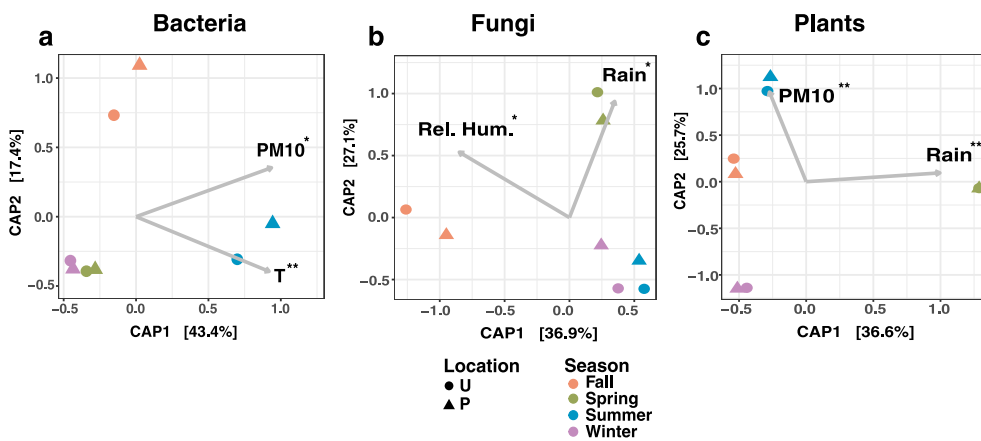 Bacteria
Fungi
Plants
a
b
c
CAP2 [17.4%]
1.0
0.5
0.0
−0.5
PM10*
T**
−0.5
0.0
0.5
1.0
CAP1 [43.4%]
CAP2 [27.1%]
1.0
0.5
0.0
−0.5
Rain*
Rel. Hum.*
−1.0
−0.5
0.0
0.5
CAP1 [36.9%]
CAP2 [25.7%]
1.0
0.5
0.0
−0.5
−1.0
PM10 **
Rain**
−0.5
0.0
0.5
1.0
CAP1 [36.6%]
Location
U
P
Season
Fall
Spring
Summer
Winter